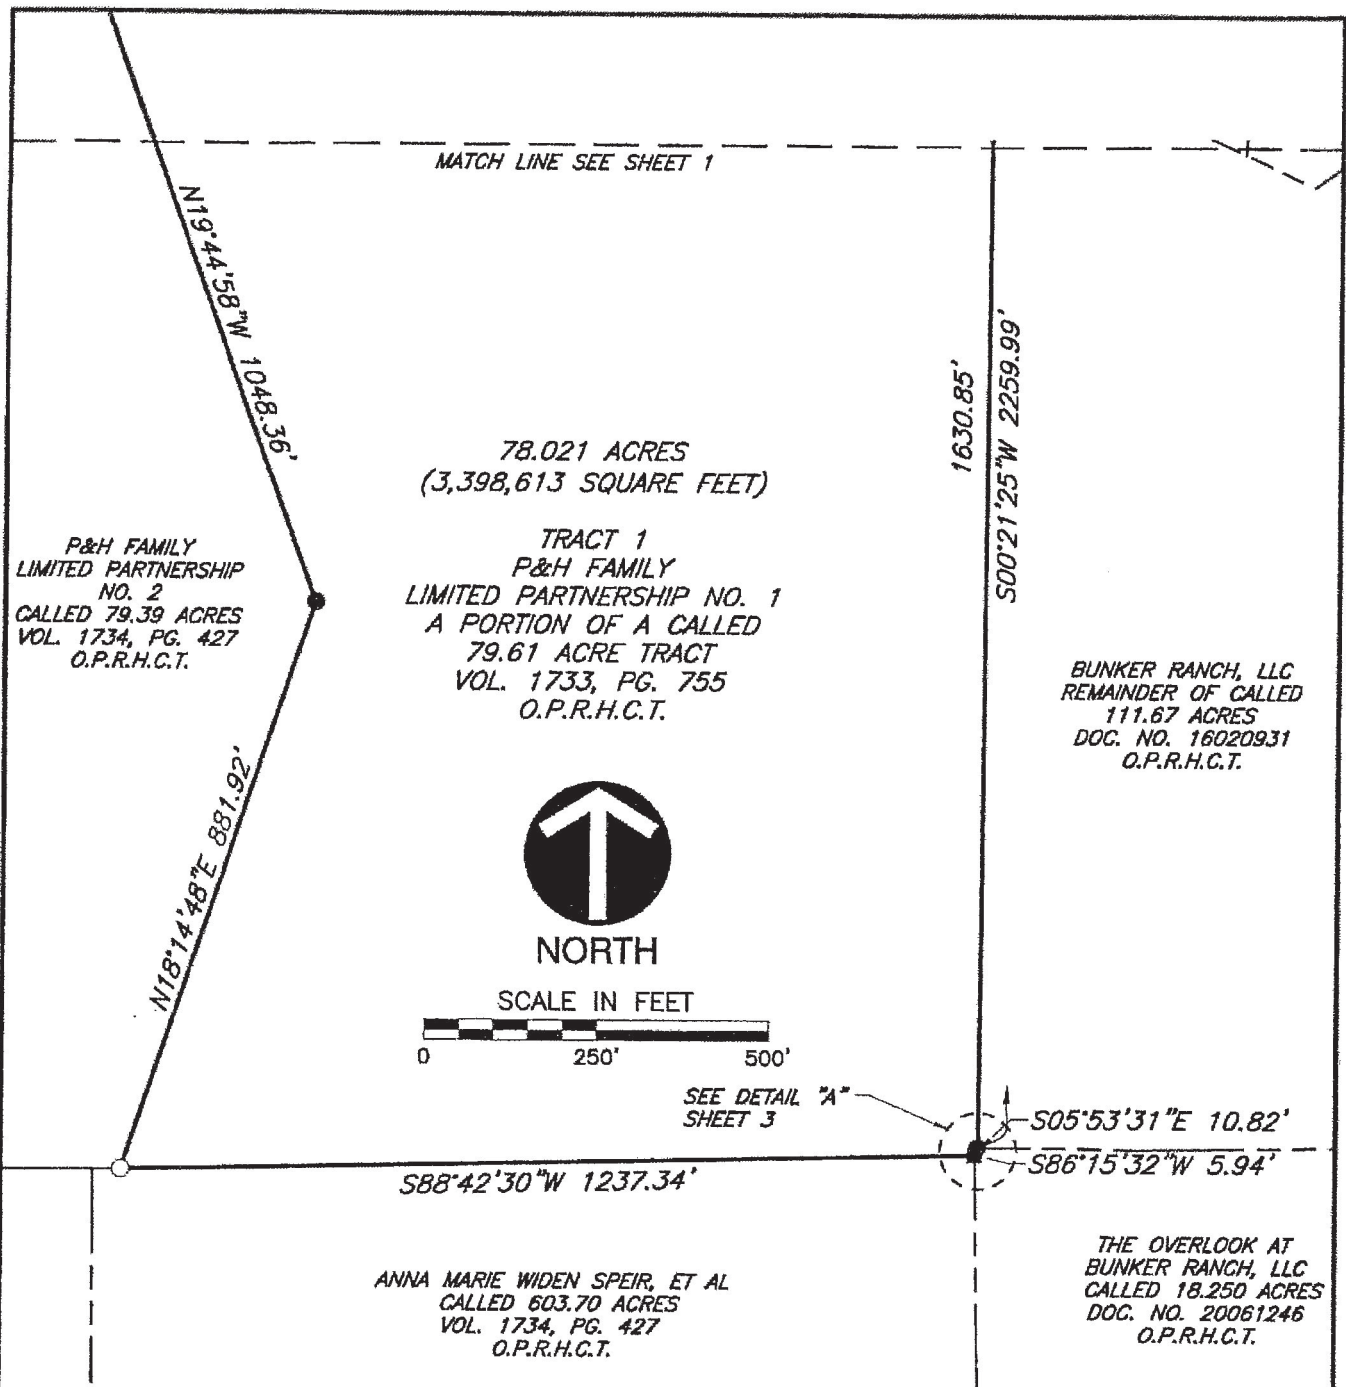 MATCH LINE SEE SHEET 1
N19°44'58"W 1048.36'
1630.85'
S00°21'25"W 2259.99'
78.021 ACRES
(3,398,613 SQUARE FEET)
TRACT 1
P&H FAMILY
LIMITED PARTNERSHIP NO. 1
A PORTION OF A CALLED
79.61 ACRE TRACT
VOL. 1733, PG. 755
O.P.R.H.C.T.
P&H FAMILY
LIMITED PARTNERSHIP
NO. 2
CALLED 79.39 ACRES
VOL. 1734, PG. 427
O.P.R.H.C.T.
BUNKER RANCH, LLC
REMAINDER OF CALLED
111.67 ACRES
DOC. NO. 16020931
O.P.R.H.C.T.
N18°14'48"E 881.92'
NORTH
SCALE IN FEET
0 250' 500'
SEE DETAIL "A"
SHEET 3
S05°53'31"E 10.82'
S86°15'32"W 5.94'
S88°42'30"W 1237.34'
ANNA MARIE WIDEN SPEIR, ET AL
CALLED 603.70 ACRES
VOL. 1734, PG. 427
O.P.R.H.C.T.
THE OVERLOOK AT
BUNKER RANCH, LLC
CALLED 18.250 ACRES
DOC. NO. 20061246
O.P.R.H.C.T.